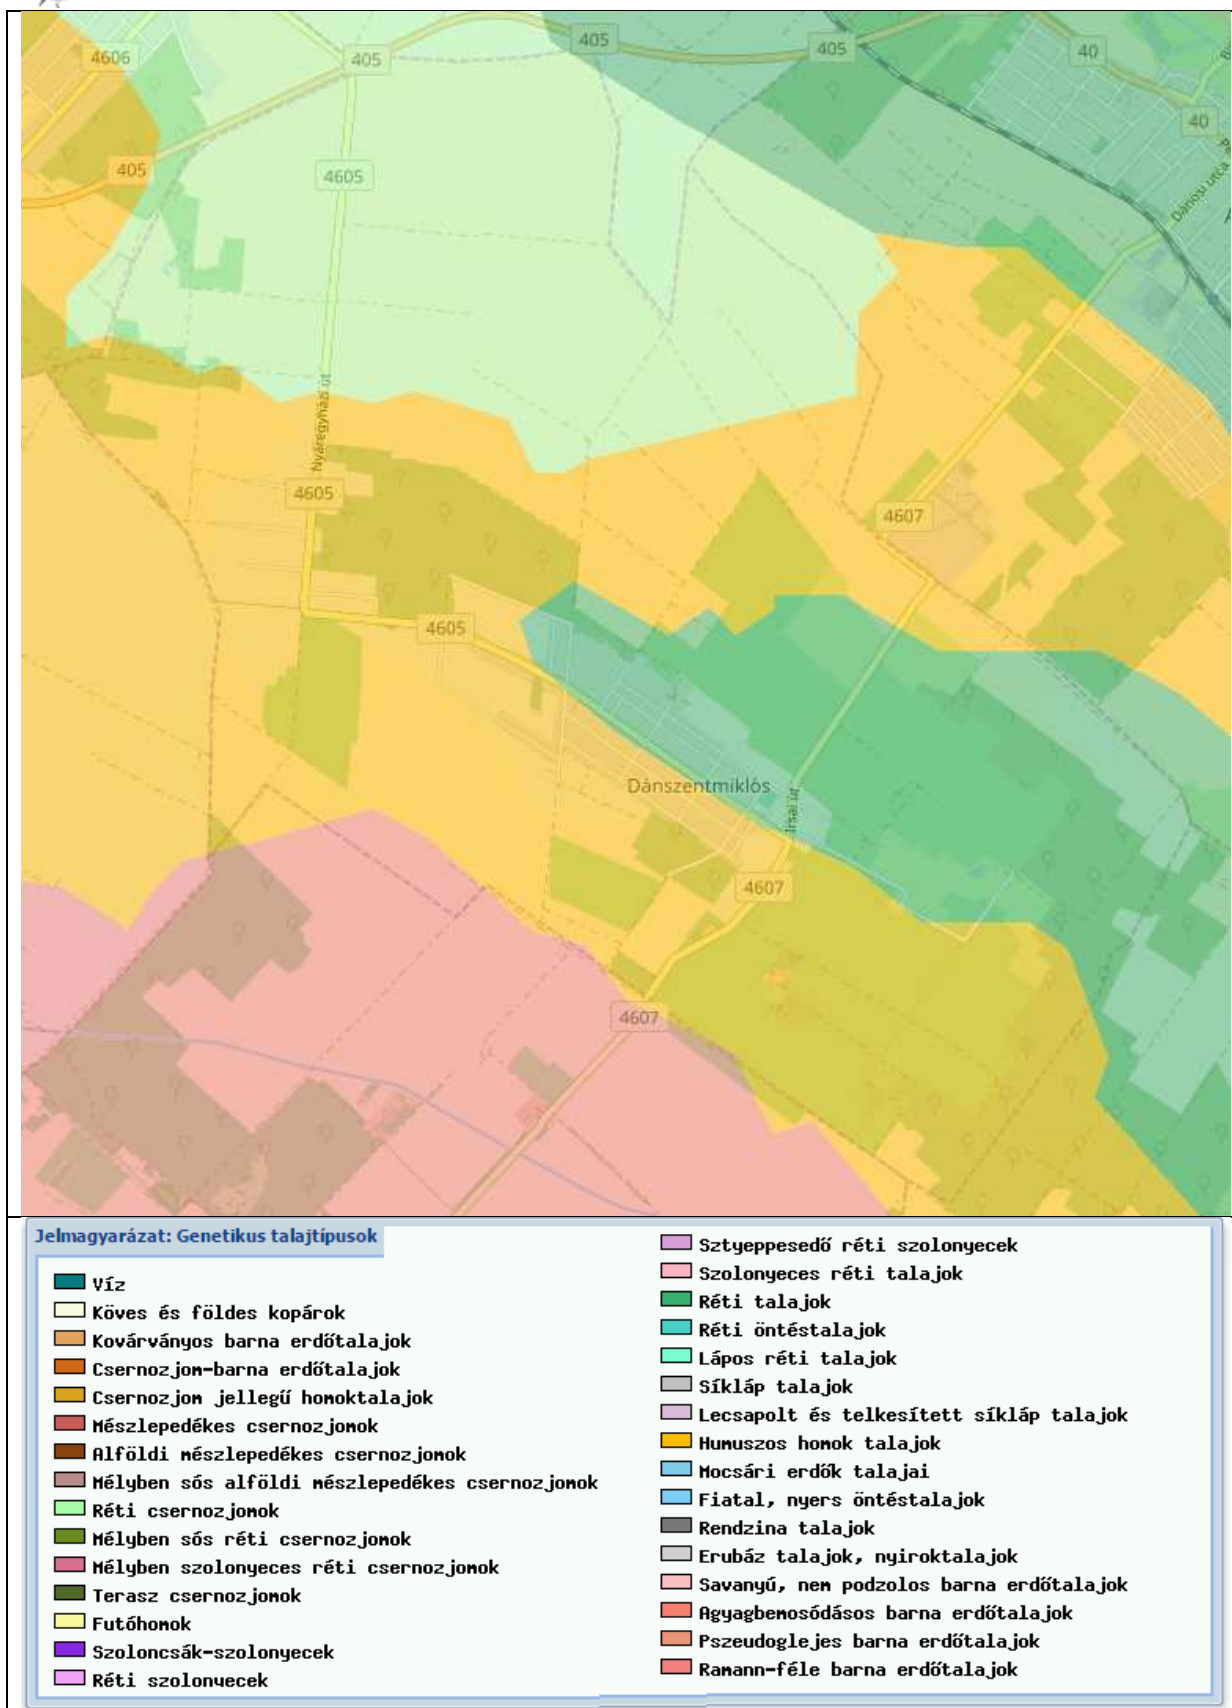 4606
405
405
405
40
40
405
4605
Dánosi utca
Nyáregyházi út
4605
4607
4605
Dánszentmiklós
Irsai út
4607
4607
Jelmagyarázat: Genetikus talajtípusok
Víz
Köves és földes kopárok
Kovárványos barna erdőtalajok
Csernozjom-barna erdőtalajok
Csernozjom jellegű homoktalajok
Mészlepedékes csernozjomok
Alföldi mészlepedékes csernozjomok
Mélyben sós alföldi mészlepedékes csernozjomok
Réti csernozjomok
Mélyben sós réti csernozjomok
Mélyben szolonyeces réti csernozjomok
Terasz csernozjomok
Futóhomok
Szoloncsák-szolonyecek
Réti szolonyecek
Sztyeppesedő réti szolonyecek
Szolonyeces réti talajok
Réti talajok
Réti öntéstalajok
Lápos réti talajok
Síkláp talajok
Lecsapolt és telkesített síkláp talajok
Humuszos homok talajok
Mocsári erdők talajai
Fiatal, nyers öntéstalajok
Rendzina talajok
Erubáz talajok, nyiroktalajok
Savanyú, nem podzolos barna erdőtalajok
Agyagbemosódásos barna erdőtalajok
Pszeudoglejes barna erdőtalajok
Ramann-féle barna erdőtalajok